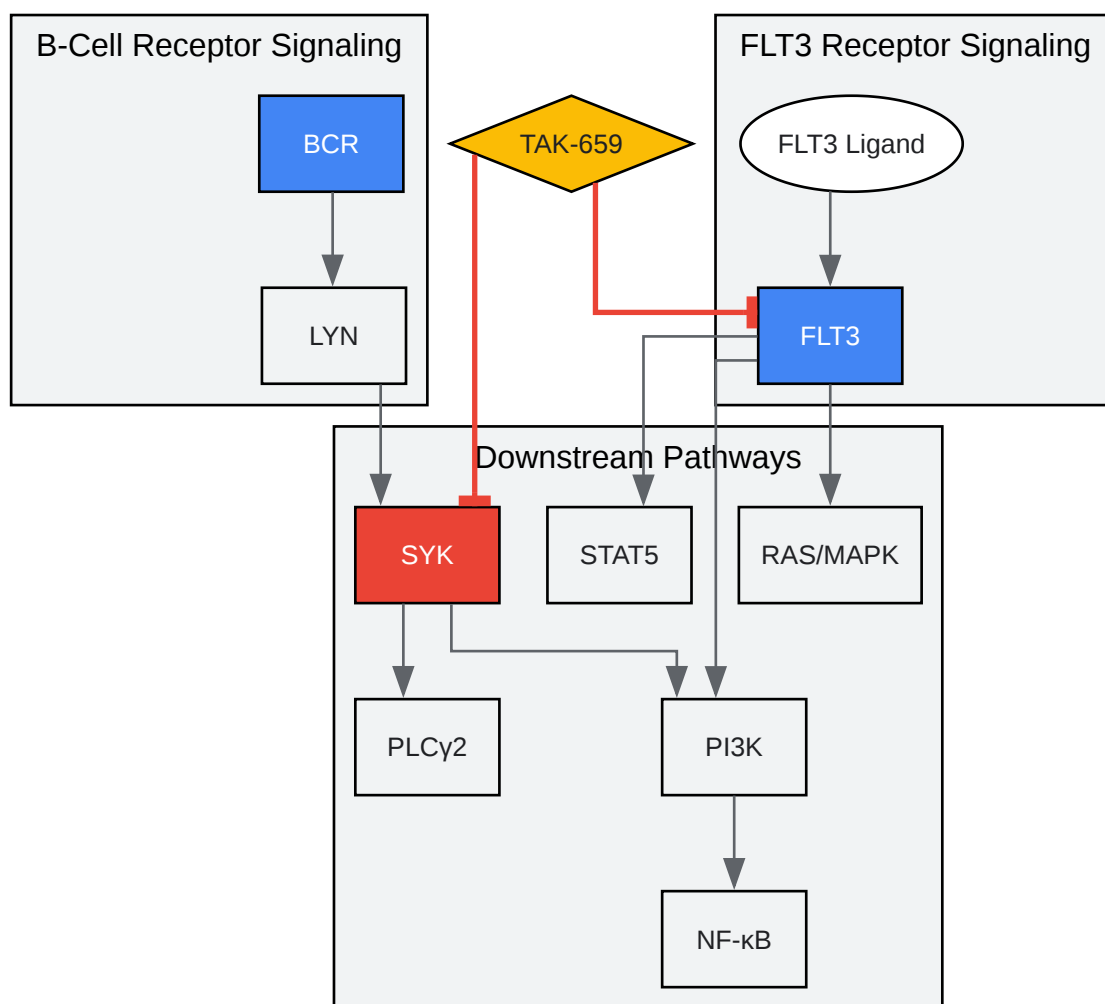 B-Cell Receptor Signaling
FLT3 Receptor Signaling
BCR
TAK-659
FLT3 Ligand
LYN
FLT3
Downstream Pathways
SYK
STAT5
RAS/MAPK
PLCγ2
PI3K
NF-κB